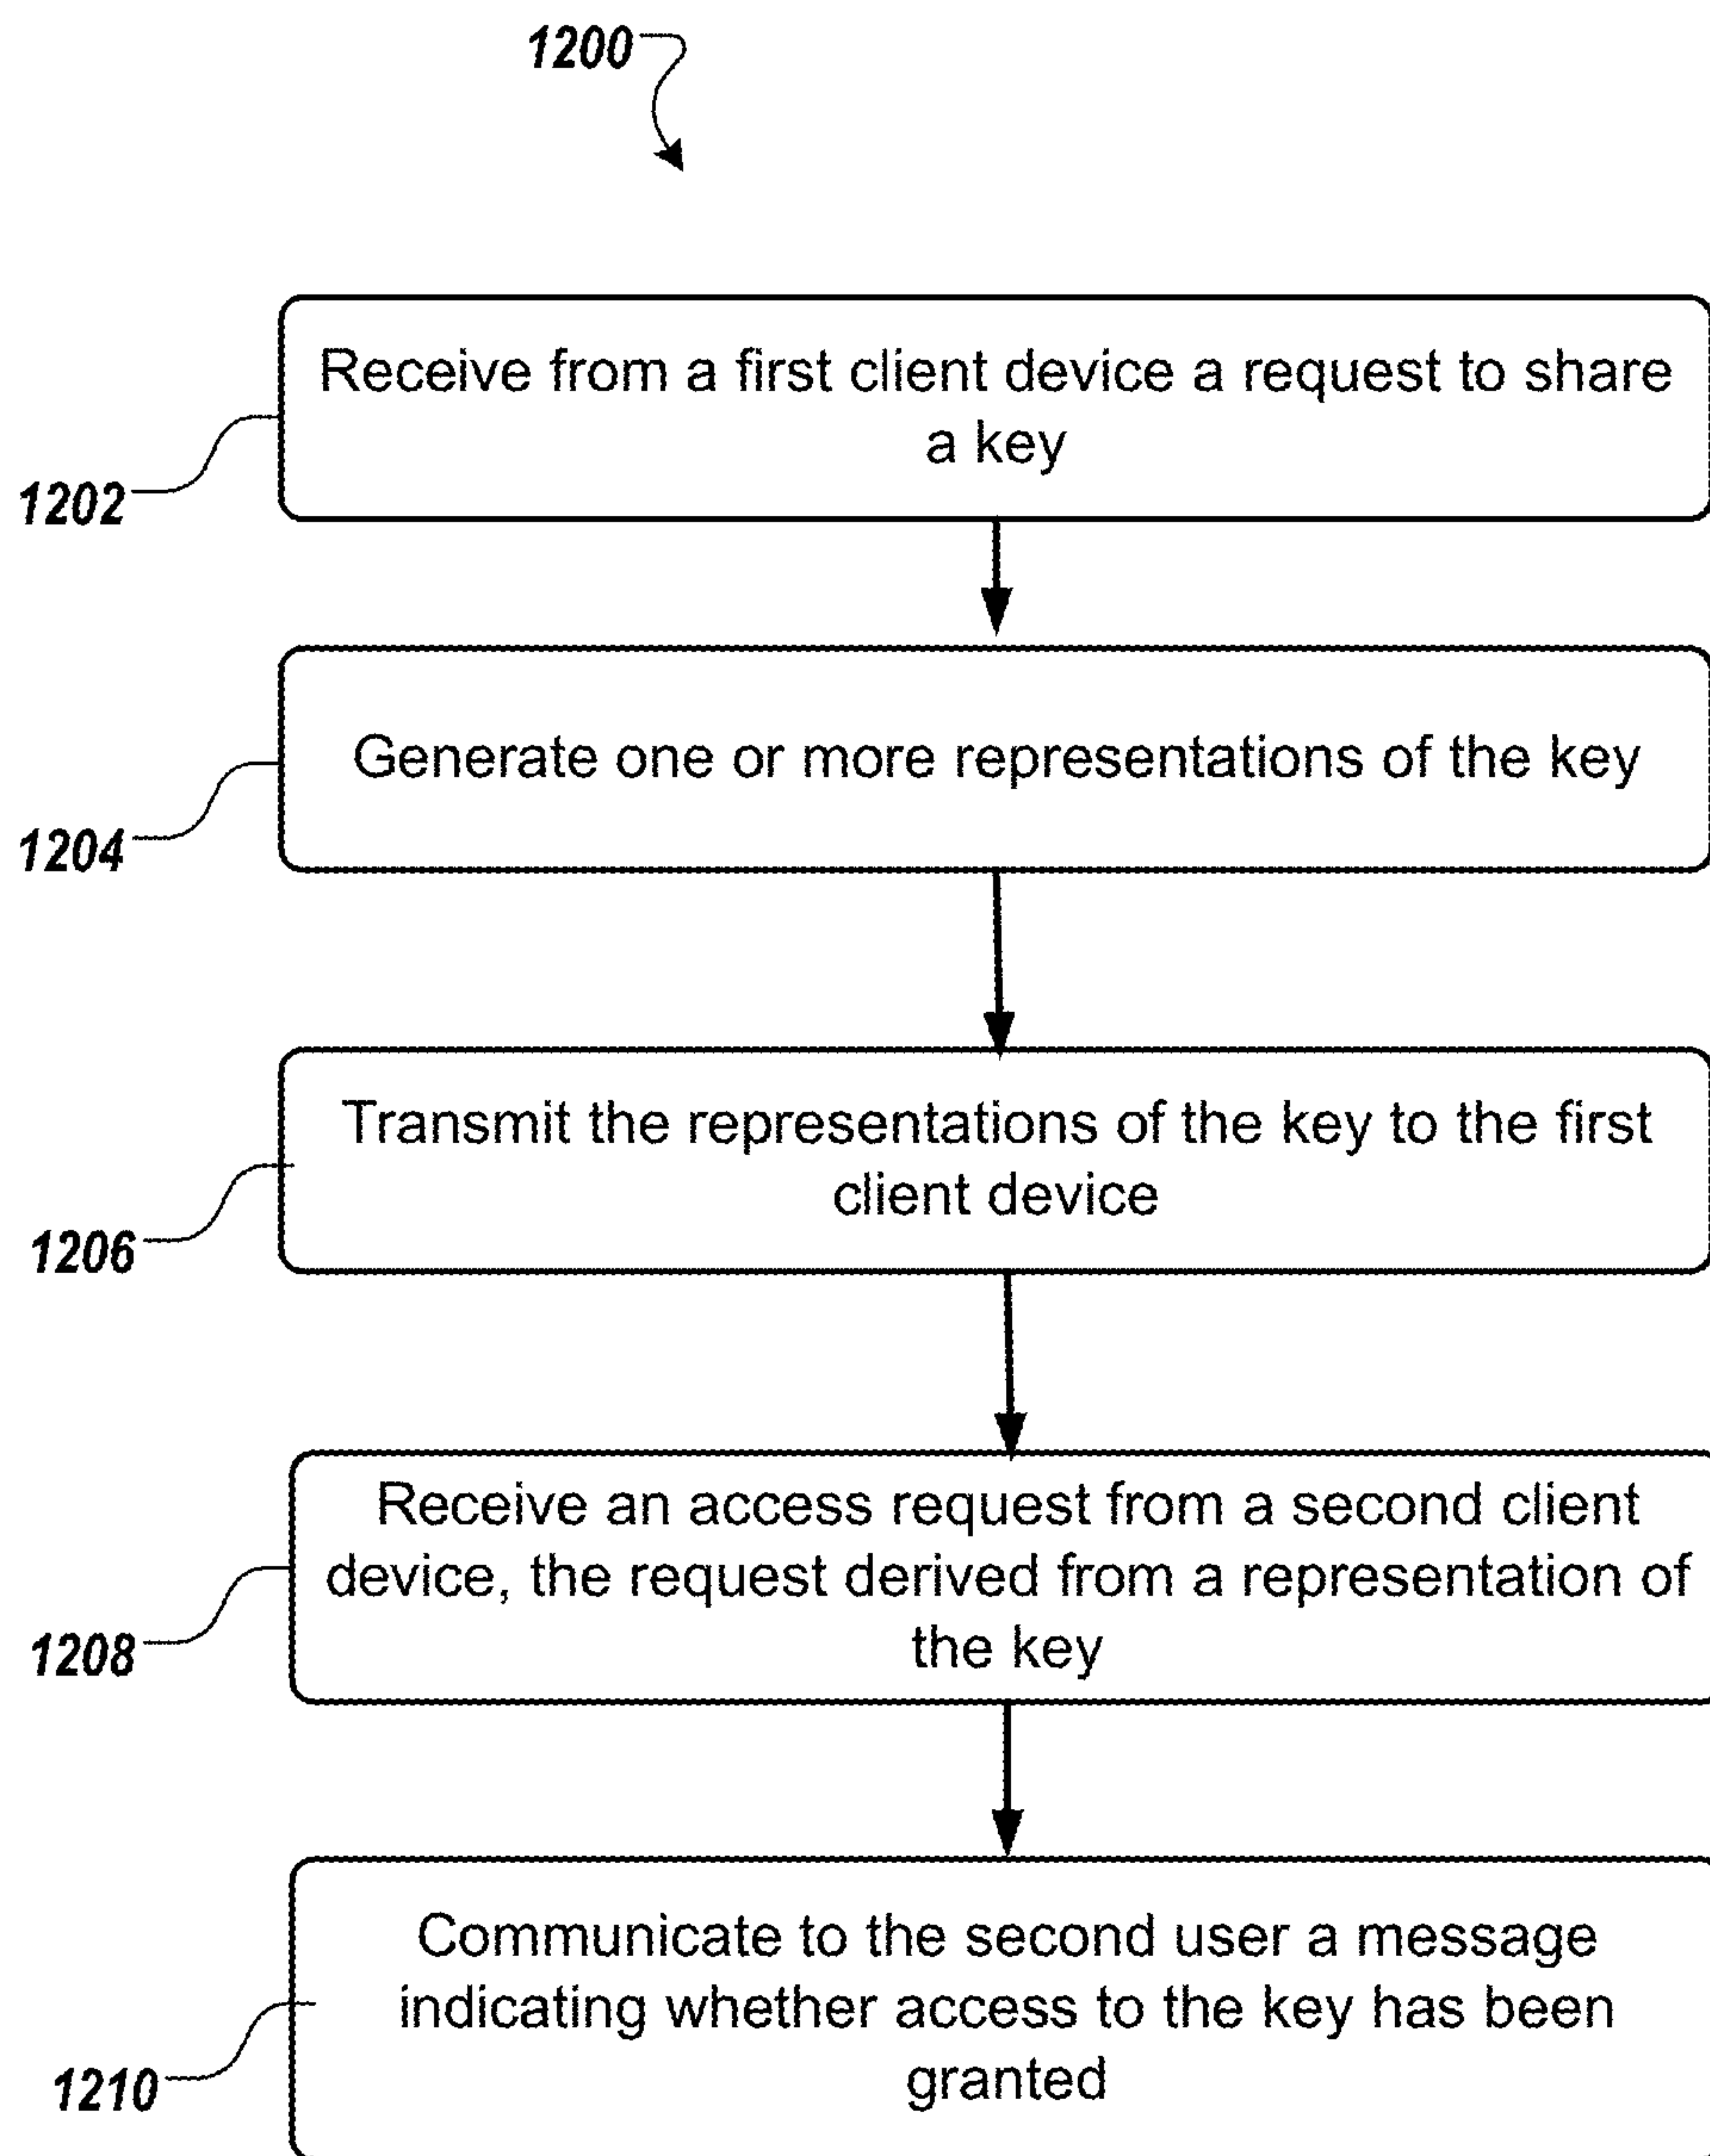 1200
Receive from a first client device a request to share
a key
1202
Generate one or more representations of the key
1204
Transmit the representations of the key to the first
client device
1206
Receive an access request from a second client
device, the request derived from a representation of
the key
1208
Communicate to the second user a message
indicating whether access to the key has been
granted
1210